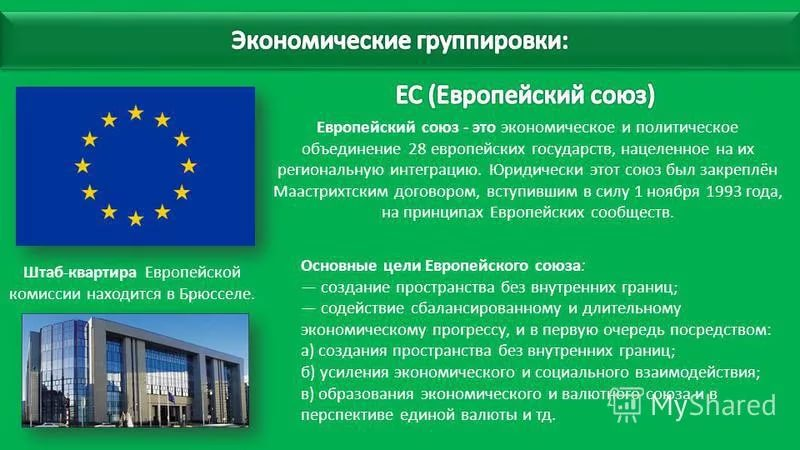 Экономические группировки:
ЕС (Европейский союз)
Европейский союз - это экономическое и политическое
объединение 28 европейских государств, нацеленное на их
региональную интеграцию. Юридически этот союз был закреплён
Маастрихтским договором, вступившим в силу 1 ноября 1993 года,
на принципах Европейских сообществ.
Штаб-квартира Европейской
комиссии находится в Брюсселе.
Основные цели Европейского союза:
— создание пространства без внутренних границ;
— содействие сбалансированному и длительному
экономическому прогрессу, и в первую очередь посредством:
а) создания пространства без внутренних границ;
б) усиления экономического и социального взаимодействия;
в) образования экономического и валютного союза и в
перспективе единой валюты и тд.
MyShared